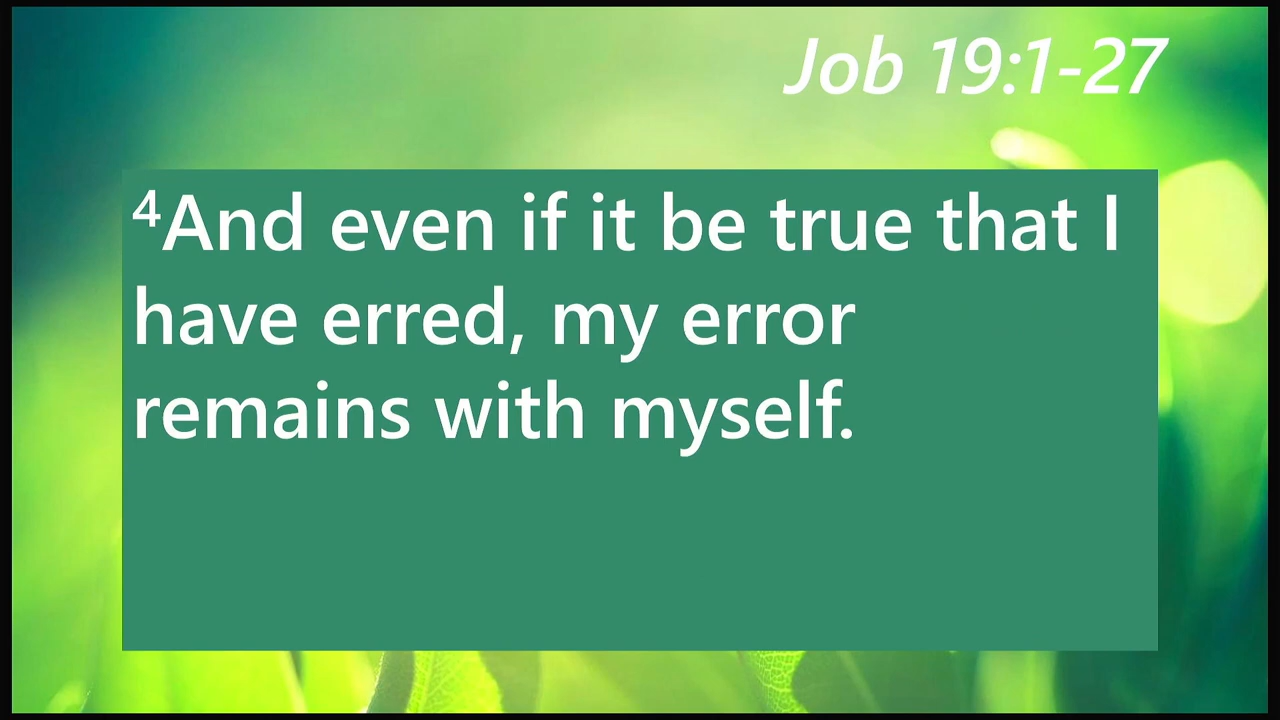 Job 19:1-27
⁴And even if it be true that I
have erred, my error
remains with myself.